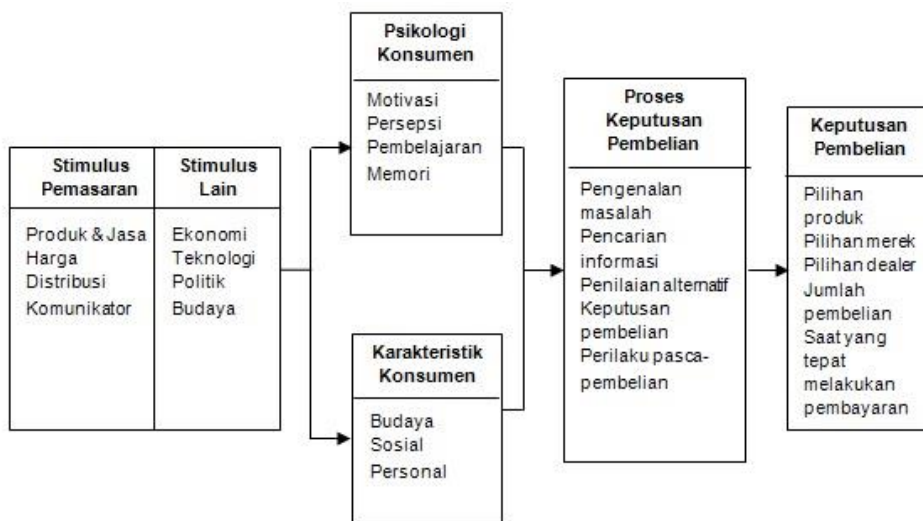 Stimulus
Pemasaran
Produk & Jasa
Harga
Distribusi
Komunikator
Stimulus
Lain
Ekonomi
Teknologi
Politik
Budaya
Psikologi
Konsumen
Motivasi
Persepsi
Pembelajaran
Memori
Karakteristik
Konsumen
Budaya
Sosial
Personal
Proses
Keputusan
Pembelian
Pengenalan
masalah
Pencarian
informasi
Penilaian alternatif
Keputusan
pembelian
Perilaku pasca-
pembelian
Keputusan
Pembelian
Pilihan
produk
Pilihan merek
Pilihan dealer
Jumlah
pembelian
Saat yang
tepat
melakukan
pembayaran